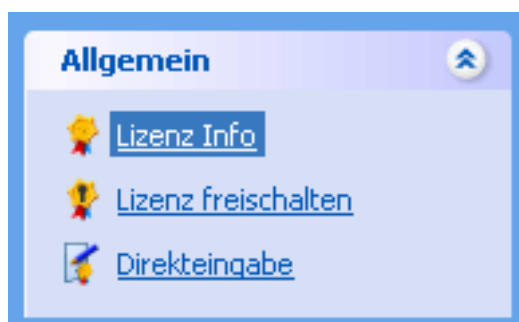 Allgemein
Lizenz Info
Lizenz freischalten
Direkteingabe